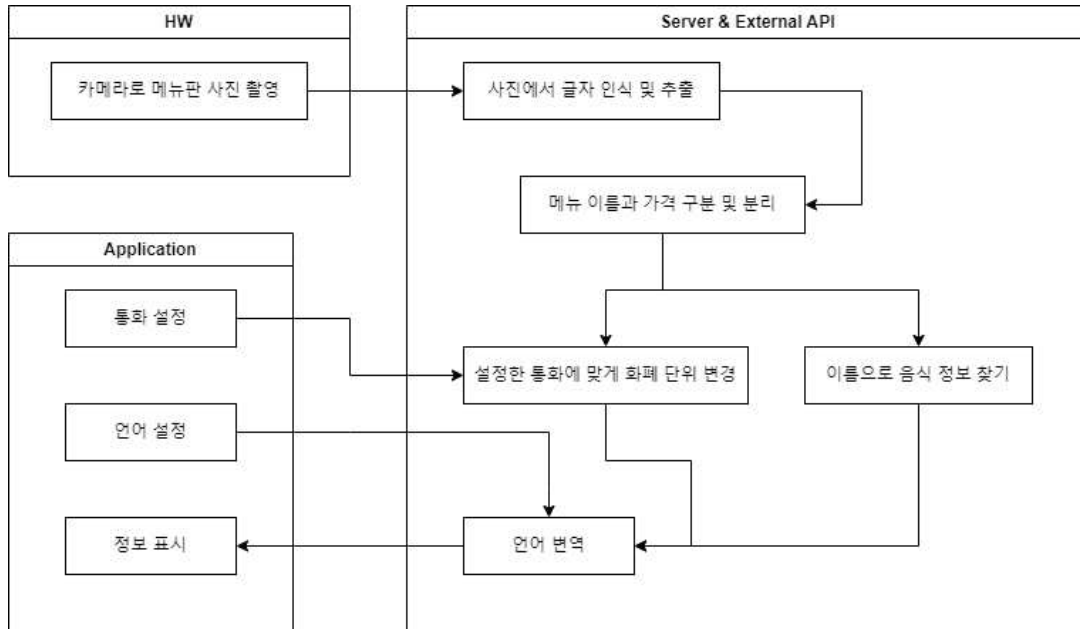 HW
카메라로 메뉴판 사진 촬영
Server & External API
사진에서 글자 인식 및 추출
메뉴 이름과 가격 구분 및 분리
설정한 통화에 맞게 화폐 단위 변경
이름으로 음식 정보 찾기
언어 변역
Application
통화 설정
언어 설정
정보 표시